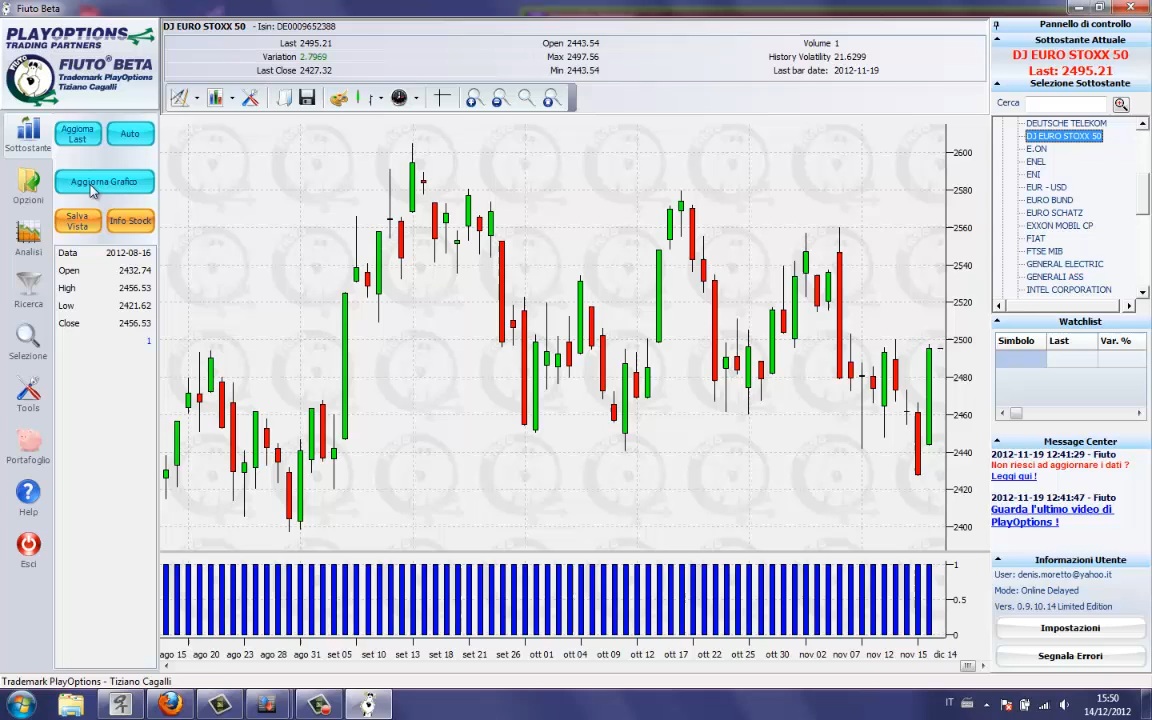 Fiuto Beta
PLAYOPTIONS
TRADING PARTNERS
FIUTO® BETA
Trademark PlayOptions
Tiziano Cagalli
FIUTO
DJ EURO STOXX 50 - Isin: DE0009652388
Last 2495.21 Open 2443.54 Volume 1
Variation 2.7969 Max 2497.56 History Volatility 21.6299
Last Close 2427.32 Min 2443.54 Last bar date: 2012-11-19
Sottostante
Opzioni
Analisi
Ricerca
Selezione
Tools
Portafoglio
Help
Esci
Aggiorna Last
Auto
Aggiorna Grafico
Salva Vista
Info Stock
Data 2012-08-16
Open 2432.74
High 2456.53
Low 2421.62
Close 2456.53
1
2600
2580
2560
2540
2520
2500
2480
2460
2440
2420
2400
1
0.5
0
ago 15 ago 20 ago 23 ago 28 ago 31 set 05 set 10 set 13 set 18 set 21 set 26 ott 01 ott 04 ott 09 ott 12 ott 17 ott 22 ott 25 ott 30 nov 02 nov 07 nov 12 nov 15 dic 14
Pannello di controllo
Sottostante Attuale
DJ EURO STOXX 50
Last: 2495.21
Selezione Sottostante
Cerca
DEUTSCHE TELEKOM
DJ EURO STOXX 50
E.ON
ENEL
ENI
EUR - USD
EURO BUND
EURO SCHATZ
EXXON MOBIL CP
FIAT
FTSE MIB
GENERAL ELECTRIC
GENERALI ASS
INTEL CORPORATION
Watchlist
Simbolo Last Var. %
Message Center
2012-11-19 12:41:29 - Fiuto
Non riesci ad aggiornare i dati ?
Leggi qui !
2012-11-19 12:41:47 - Fiuto
Guarda l'ultimo video di
PlayOptions !
Informazioni Utente
User: denis.moretto@yahoo.it
Mode: Online Delayed
Vers. 0.9.10.14 Limited Edition
Impostazioni
Segnala Errori
Trademark PlayOptions - Tiziano Cagalli
IT
15:50
14/12/2012